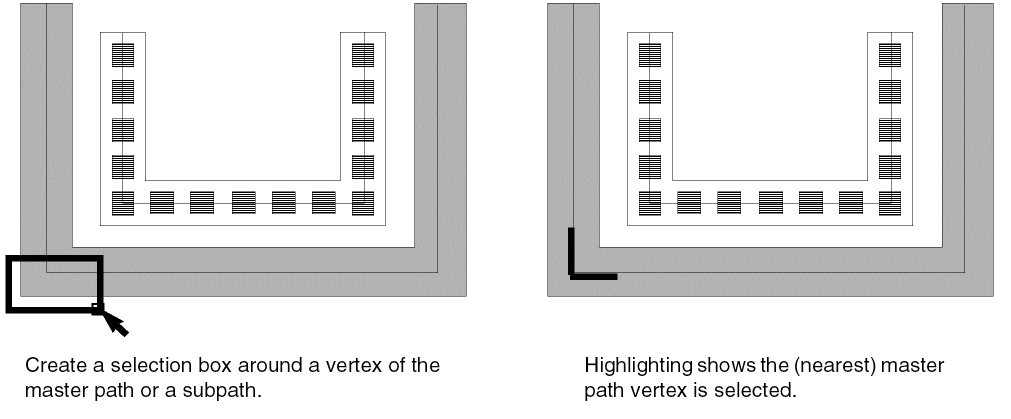 Create a selection box around a vertex of the
master path or a subpath.
Highlighting shows the (nearest) master
path vertex is selected.